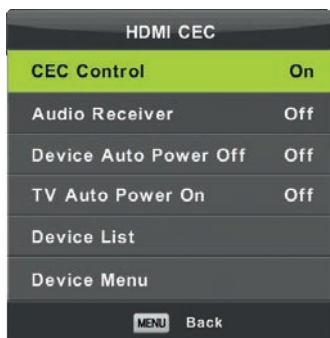 HDMI CEC
CEC Control On
Audio Receiver Off
Device Auto Power Off Off
TV Auto Power On Off
Device List
Device Menu
MENU Back